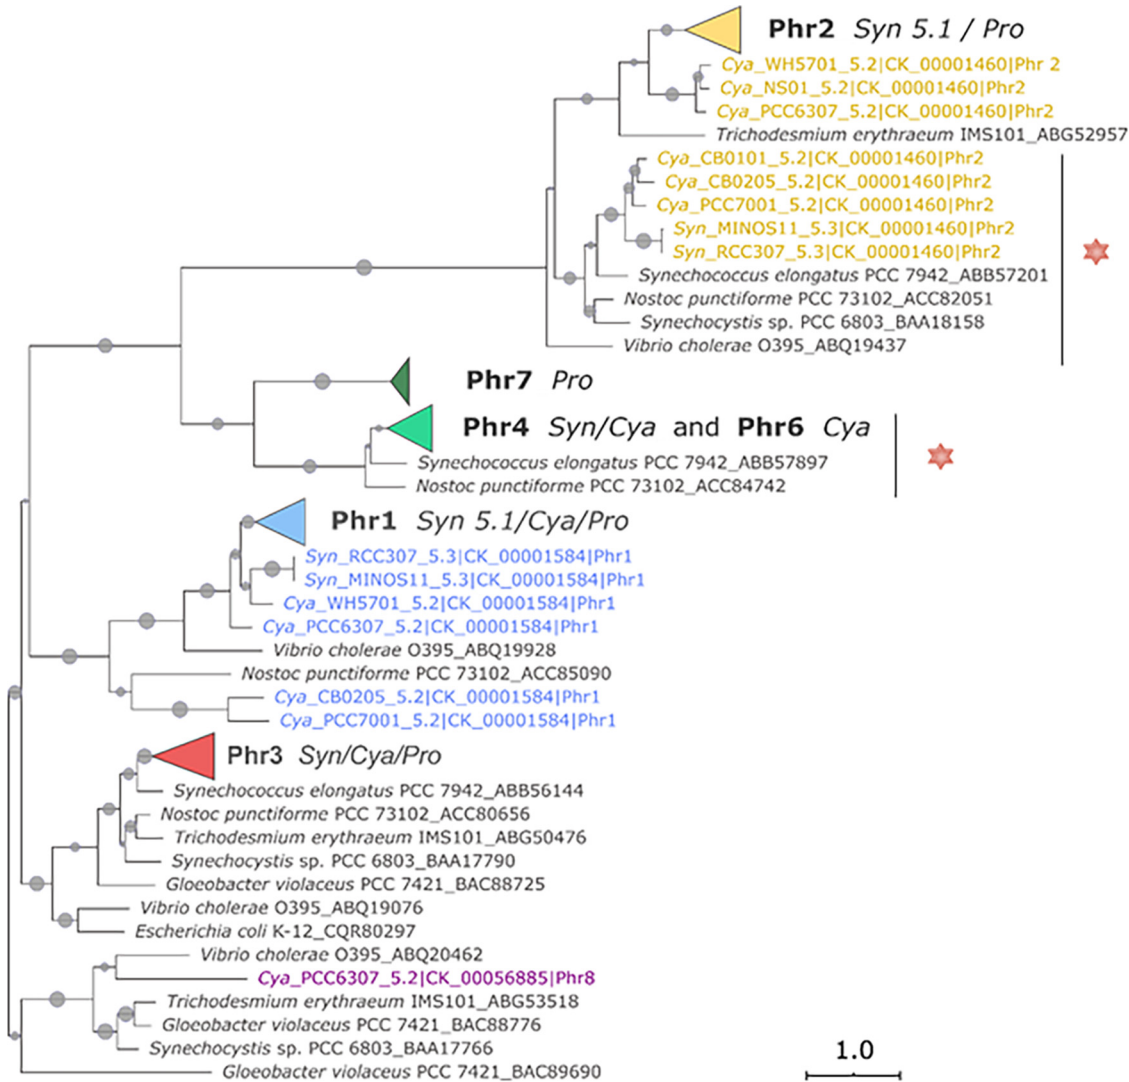 Phr2 Syn 5.1 / Pro
Cya_WH5701_5.2|CK_00001460|Phr 2
Cya_NS01_5.2|CK_00001460|Phr2
Cya_PCC6307_5.2|CK_00001460|Phr2
Trichodesmium erythraeum IMS101_ABG52957
Cya_CB0101_5.2|CK_00001460|Phr2
Cya_CB0205_5.2|CK_00001460|Phr2
Cya_PCC7001_5.2|CK_00001460|Phr2
Syn_MINOS11_5.3|CK_00001460|Phr2
Syn_RCC307_5.3|CK_00001460|Phr2
Synechococcus elongatus PCC 7942_ABB57201
Nostoc punctiforme PCC 73102_ACC82051
Synechocystis sp. PCC 6803_BAA18158
Vibrio cholerae O395_ABQ19437
Phr7 Pro
Phr4 Syn/Cya and Phr6 Cya
Synechococcus elongatus PCC 7942_ABB57897
Nostoc punctiforme PCC 73102_ACC84742
Phr1 Syn 5.1/Cya/Pro
Syn_RCC307_5.3|CK_00001584|Phr1
Syn_MINOS11_5.3|CK_00001584|Phr1
Cya_WH5701_5.2|CK_00001584|Phr1
Cya_PCC6307_5.2|CK_00001584|Phr1
Vibrio cholerae O395_ABQ19928
Nostoc punctiforme PCC 73102_ACC85090
Cya_CB0205_5.2|CK_00001584|Phr1
Cya_PCC7001_5.2|CK_00001584|Phr1
Phr3 Syn/Cya/Pro
Synechococcus elongatus PCC 7942_ABB56144
Nostoc punctiforme PCC 73102_ACC80656
Trichodesmium erythraeum IMS101_ABG50476
Synechocystis sp. PCC 6803_BAA17790
Gloeobacter violaceus PCC 7421_BAC88725
Vibrio cholerae O395_ABQ19076
Escherichia coli K-12_CQR80297
Vibrio cholerae O395_ABQ20462
Cya_PCC6307_5.2|CK_00056885|Phr8
Trichodesmium erythraeum IMS101_ABG53518
Gloeobacter violaceus PCC 7421_BAC88776
Synechocystis sp. PCC 6803_BAA17766
Gloeobacter violaceus PCC 7421_BAC89690
1.0